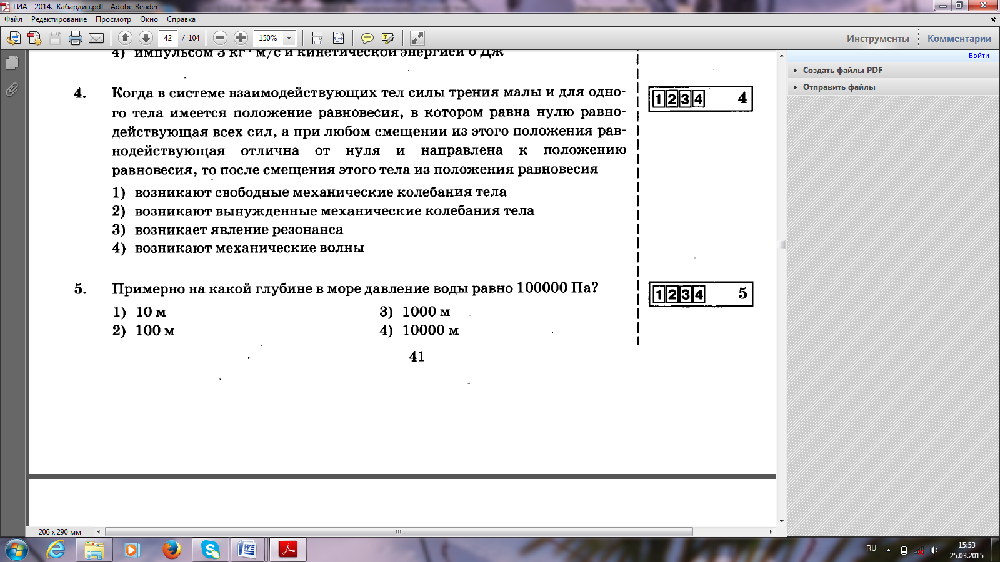 ГИА - 2014. Кабардин.pdf - Adobe Reader
Файл Редактирование Просмотр Окно Справка
42 / 104 150% Инструменты Комментарии
Войти
Создать файлы PDF
Отправить файлы
4) импульсом 3 кг · м/с и кинетической энергией 6 Дж
4. Когда в системе взаимодействующих тел силы трения малы и для одно-
го тела имеется положение равновесия, в котором равна нулю равно-
действующая всех сил, а при любом смещении из этого положения рав-
нодействующая отлична от нуля и направлена к положению
равновесия, то после смещения этого тела из положения равновесия
1) возникают свободные механические колебания тела
2) возникают вынужденные механические колебания тела
3) возникает явление резонанса
4) возникают механические волны
1 2 3 4 4
5. Примерно на какой глубине в море давление воды равно 100000 Па?
1) 10 м 3) 1000 м
2) 100 м 4) 10000 м
1 2 3 4 5
41
206 x 290 мм
RU 15:53
25.03.2015